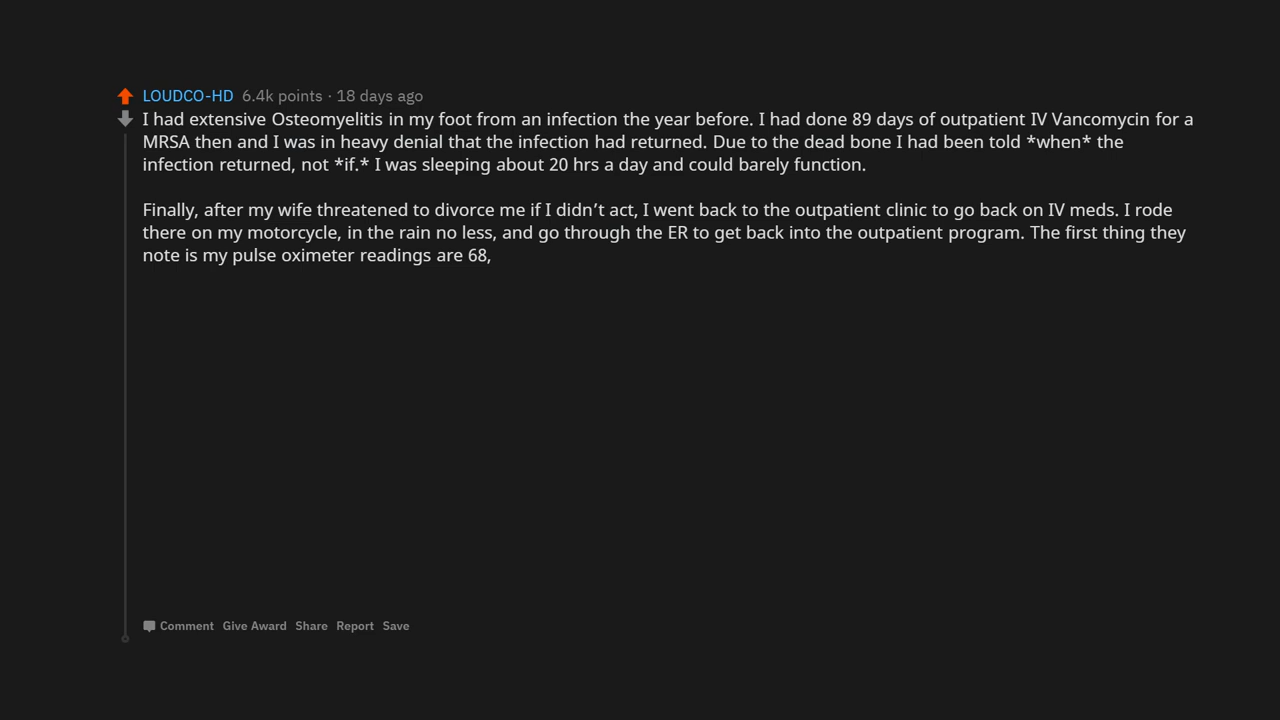 LOUDCO-HD 6.4k points · 18 days ago
I had extensive Osteomyelitis in my foot from an infection the year before. I had done 89 days of outpatient IV Vancomycin for a
MRSA then and I was in heavy denial that the infection had returned. Due to the dead bone I had been told *when* the
infection returned, not *if.* I was sleeping about 20 hrs a day and could barely function.
Finally, after my wife threatened to divorce me if I didn’t act, I went back to the outpatient clinic to go back on IV meds. I rode
there on my motorcycle, in the rain no less, and go through the ER to get back into the outpatient program. The first thing they
note is my pulse oximeter readings are 68,
Comment Give Award Share Report Save